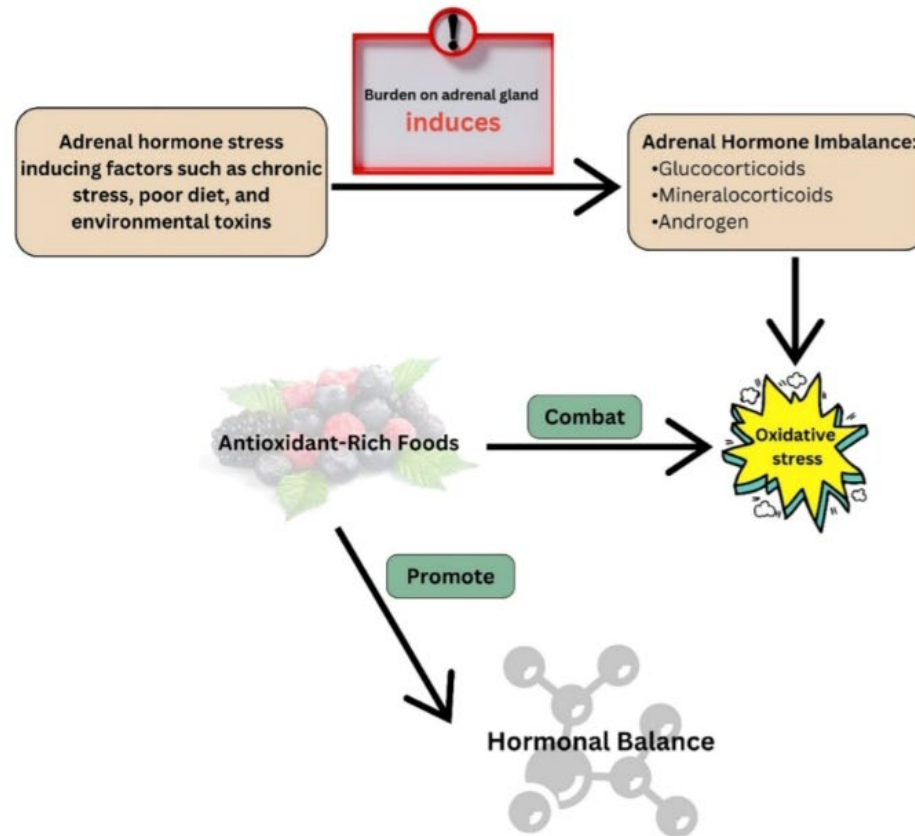 Burden on adrenal gland
induces
Adrenal hormone stress
inducing factors such as chronic
stress, poor diet, and
environmental toxins
Adrenal Hormone Imbalance:
•Glucocorticoids
•Mineralocorticoids
•Androgen
Antioxidant-Rich Foods
Combat
Oxidative
stress
Promote
Hormonal Balance